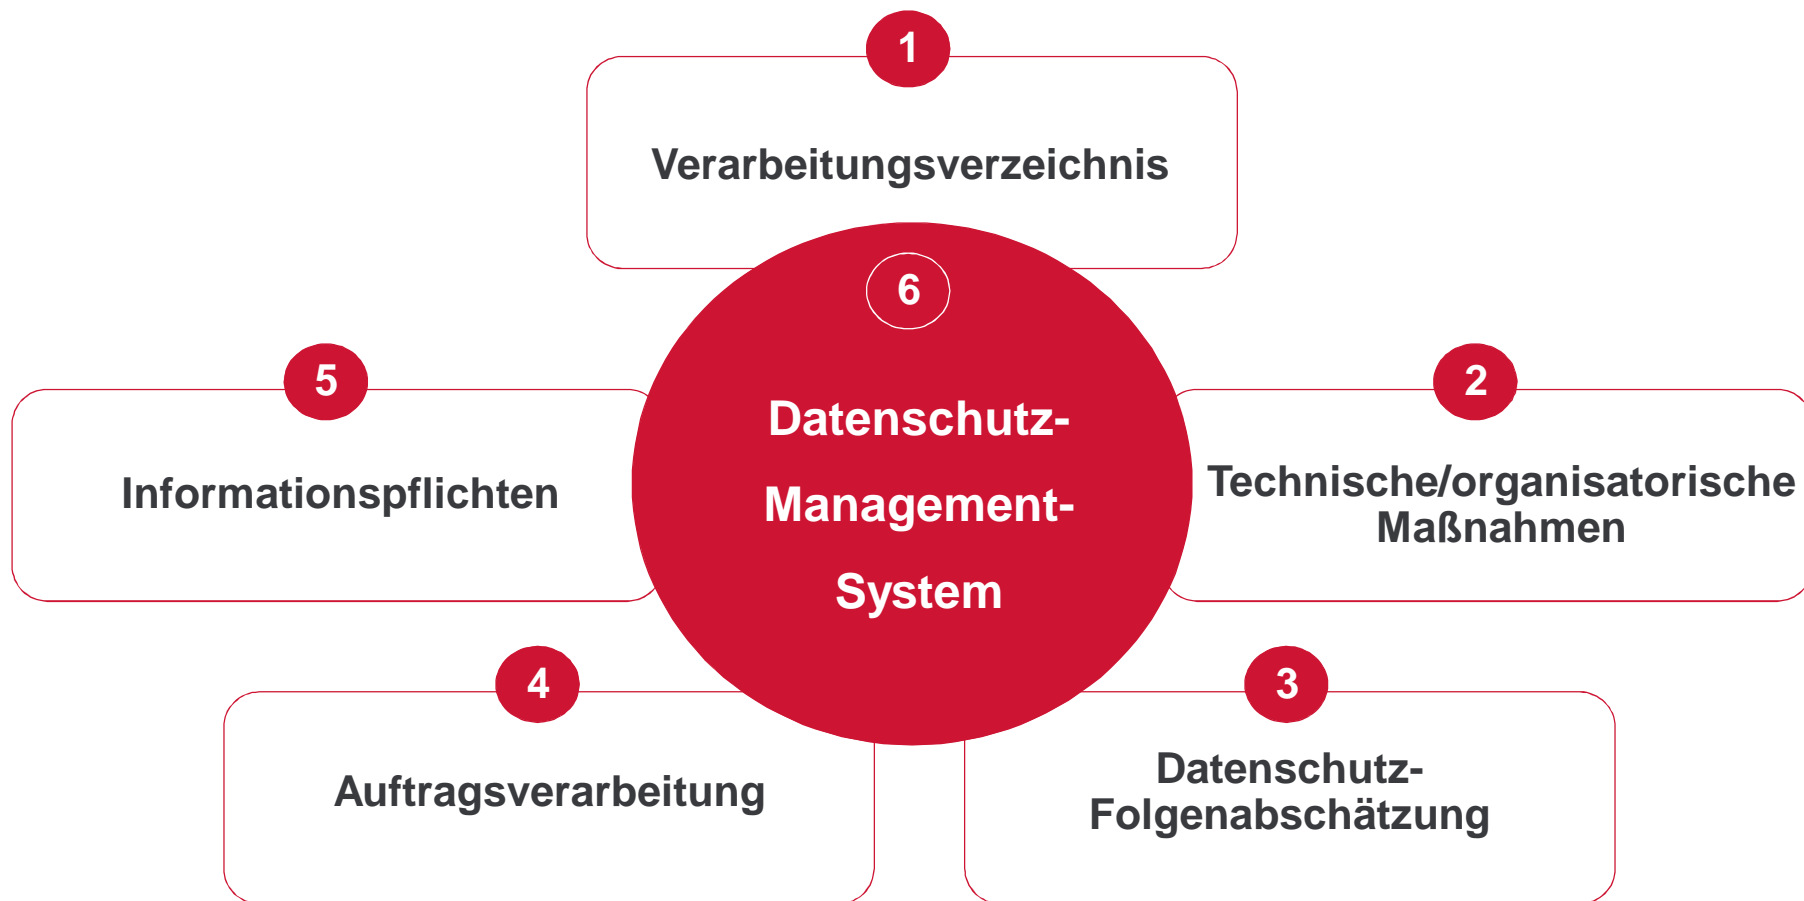 1
Verarbeitungsverzeichnis
6
Datenschutz-
Management-
System
5
Informationspflichten
2
Technische/organisatorische
Maßnahmen
4
Auftragsverarbeitung
3
Datenschutz-
Folgenabschätzung